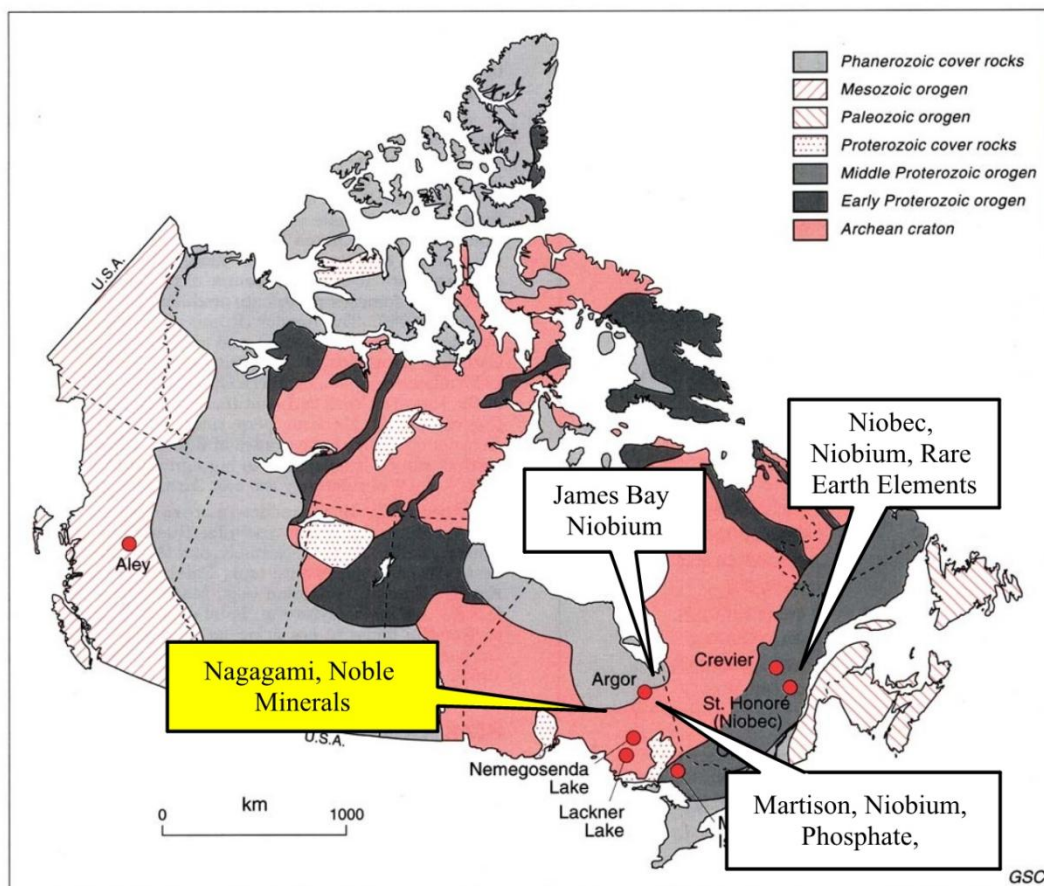 Phanerozoic cover rocks
Mesozoic orogen
Paleozoic orogen
Proterozoic cover rocks
Middle Proterozoic orogen
Early Proterozoic orogen
Archean craton
U.S.A.
Niobec,
Niobium, Rare
Earth Elements
James Bay
Niobium
Aley
Nagagami, Noble
Minerals
Argor
Crevier
St. Honoré
(Niobec)
U.S.A.
Nemegosenda
Lake
Lackner
Lake
km
0 1000
Martison, Niobium,
Phosphate,
GSC